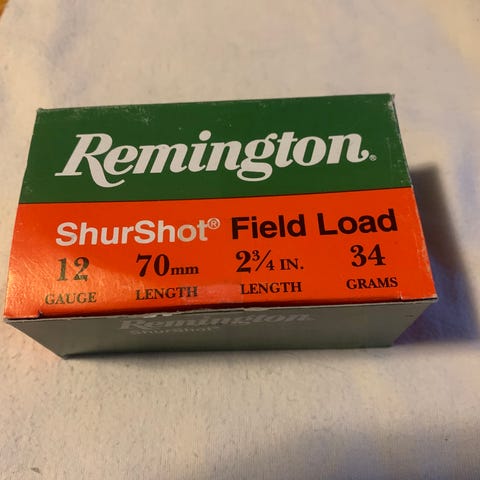 Remington®
ShurShot® Field Load
12 70mm 2¾ IN. 34
GAUGE LENGTH LENGTH GRAMS
Remington
ShurShot®